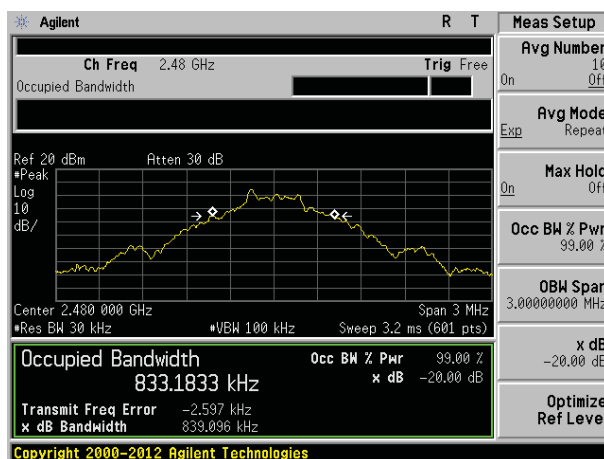 Agilent R T Meas Setup
Ch Freq 2.48 GHz Trig Free
Occupied Bandwidth
Avg Number
10
On Off
Avg Mode
Exp Repeat
Max Hold
On Off
Occ BW % Pwr
99.00 %
OBW Span
3.00000000 MHz
x dB
-20.00 dB
Optimize
Ref Level
Ref 20 dBm Atten 30 dB
#Peak
Log
10
dB/
Center 2.480 000 GHz Span 3 MHz
#Res BW 30 kHz #VBW 100 kHz Sweep 3.2 ms (601 pts)
Occupied Bandwidth Occ BW % Pwr 99.00 %
833.1833 kHz x dB -20.00 dB
Transmit Freq Error -2.597 kHz
x dB Bandwidth 839.096 kHz
Copyright 2000-2012 Agilent Technologies